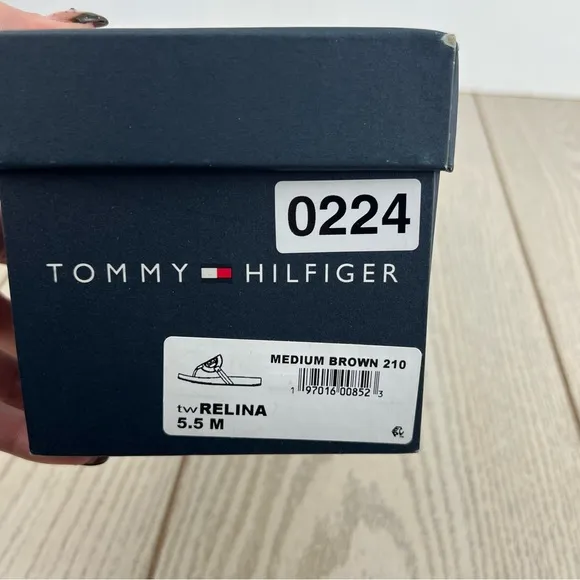 0224
TOMMY HILFIGER
MEDIUM BROWN 210
1 97016 00852 3
twRELINA
5.5 M